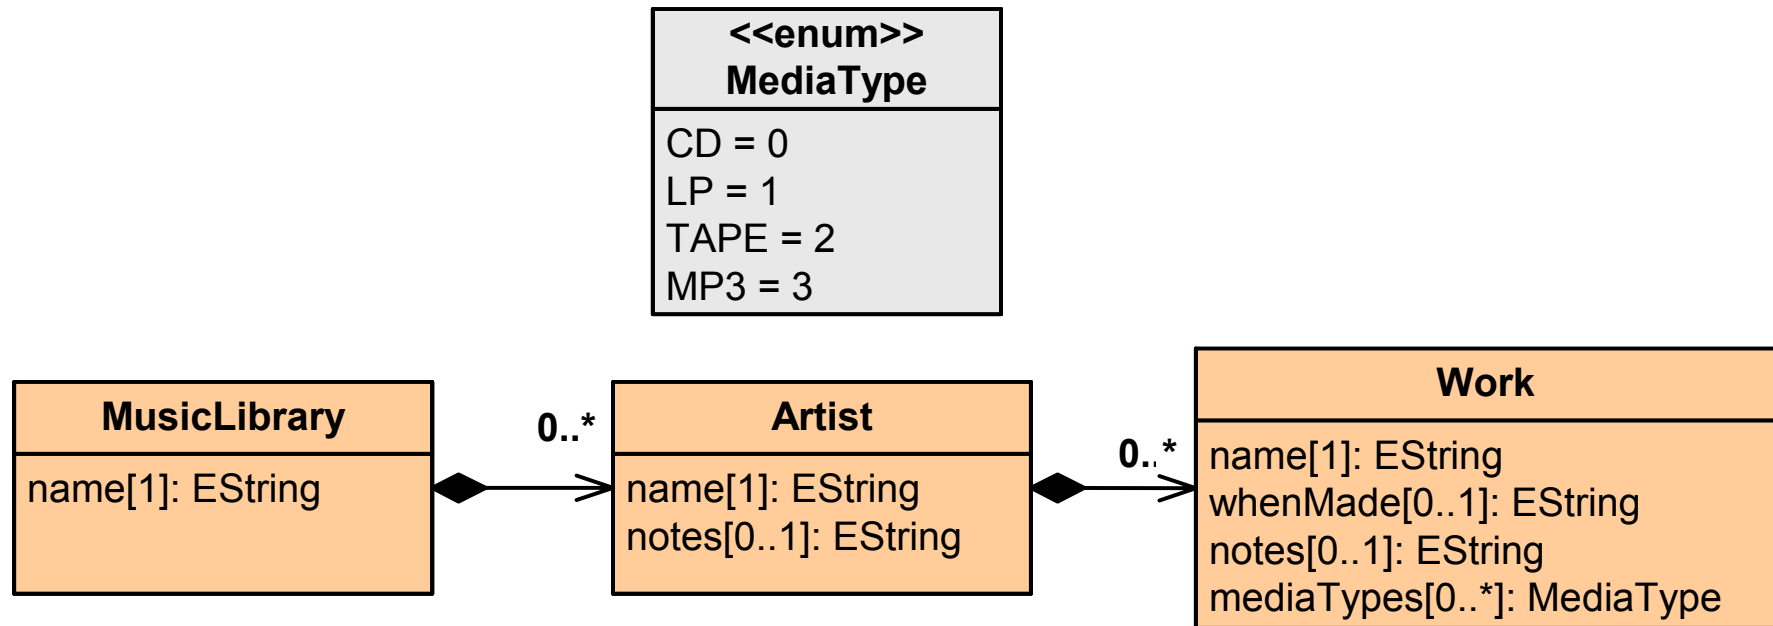 <<enum>>
MediaType
CD = 0
LP = 1
TAPE = 2
MP3 = 3
MusicLibrary
name[1]: EString
0..*
Artist
name[1]: EString
notes[0..1]: EString
0..*
Work
name[1]: EString
whenMade[0..1]: EString
notes[0..1]: EString
mediaTypes[0..*]: MediaType